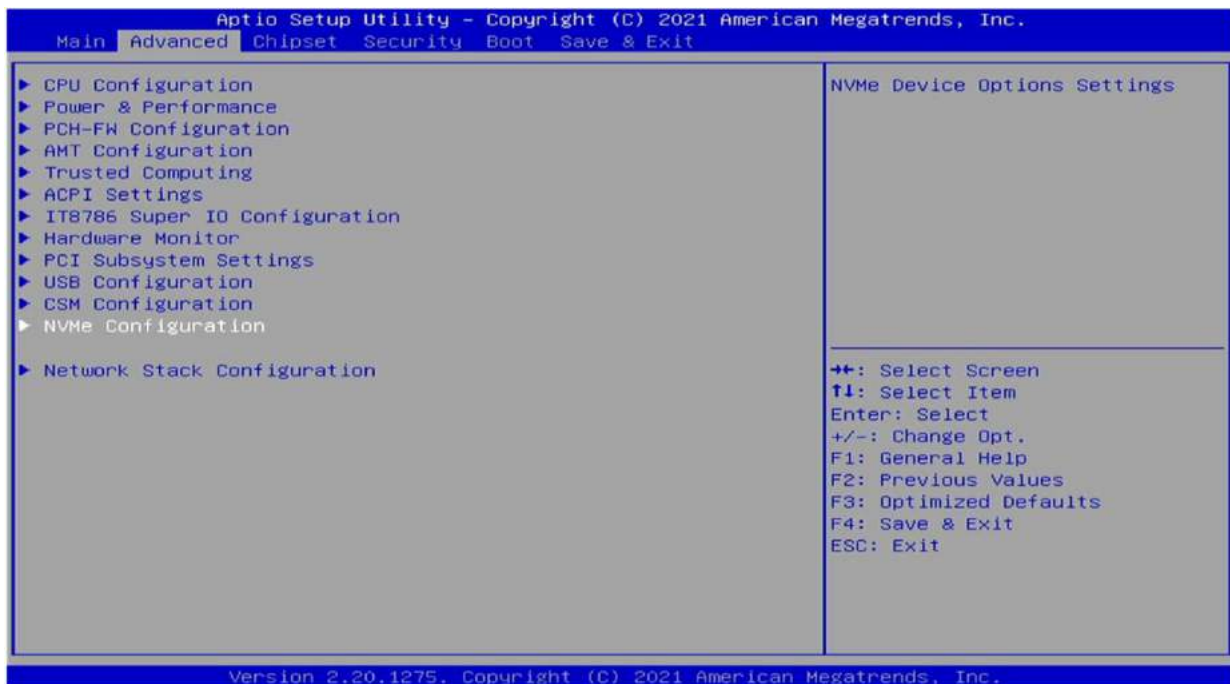 Aptio Setup Utility – Copyright (C) 2021 American Megatrends, Inc.
Main Advanced Chipset Security Boot Save & Exit
► CPU Configuration
► Power & Performance
► PCH-FW Configuration
► AMT Configuration
► Trusted Computing
► ACPI Settings
► IT8786 Super IO Configuration
► Hardware Monitor
► PCI Subsystem Settings
► USB Configuration
► CSM Configuration
► NVMe Configuration
► Network Stack Configuration
NVMe Device Options Settings
→←: Select Screen
↑↓: Select Item
Enter: Select
+/-: Change Opt.
F1: General Help
F2: Previous Values
F3: Optimized Defaults
F4: Save & Exit
ESC: Exit
Version 2.20.1275. Copyright (C) 2021 American Megatrends, Inc.